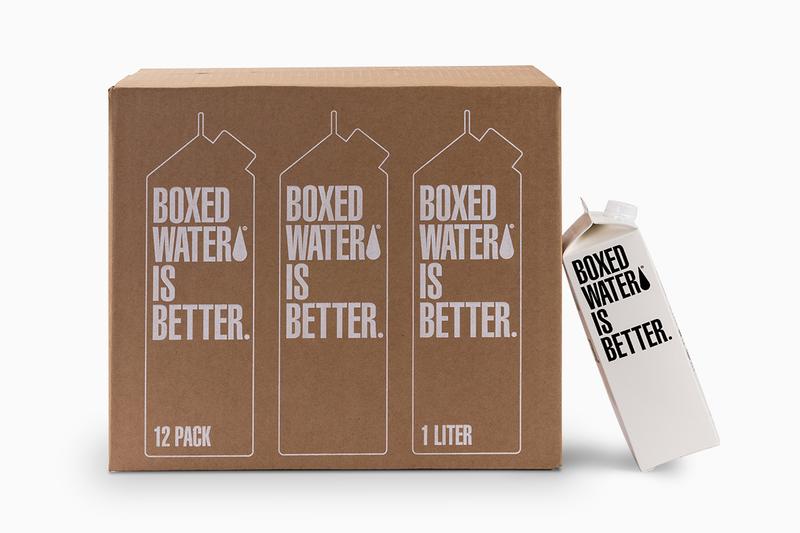 BOXED
WATER
IS
BETTER.
12 PACK
BOXED
WATER
IS
BETTER.
BOXED
WATER
IS
BETTER.
1 LITER
BOXED
WATER
IS
BETTER.